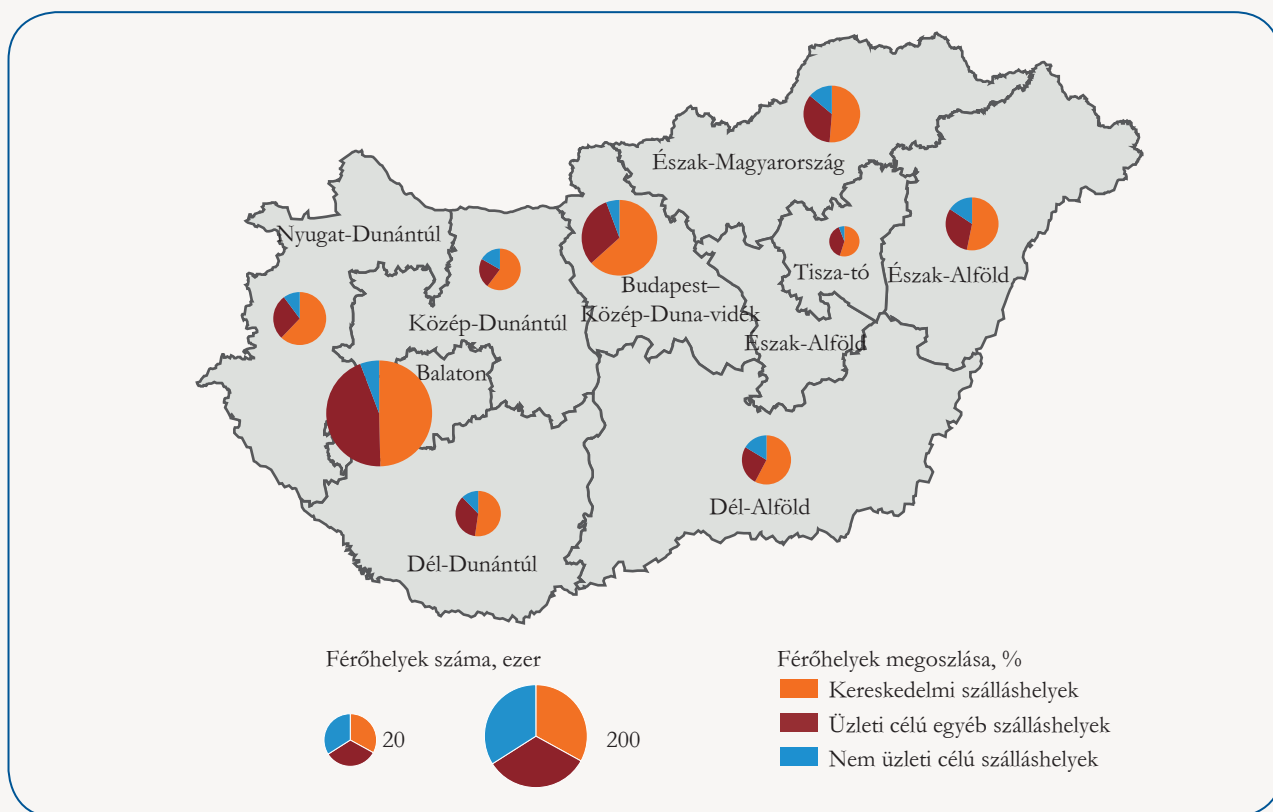 Észak-Magyarország
Nyugat-Dunántúl
Tisza-tó
Észak-Alföld
Budapest–
Közép-Duna-vidék
Közép-Dunántúl
Észak-Alföld
Balaton
Dél-Alföld
Dél-Dunántúl
Férőhelyek száma, ezer
20
200
Férőhelyek megoszlása, %
Kereskedelmi szálláshelyek
Üzleti célú egyéb szálláshelyek
Nem üzleti célú szálláshelyek